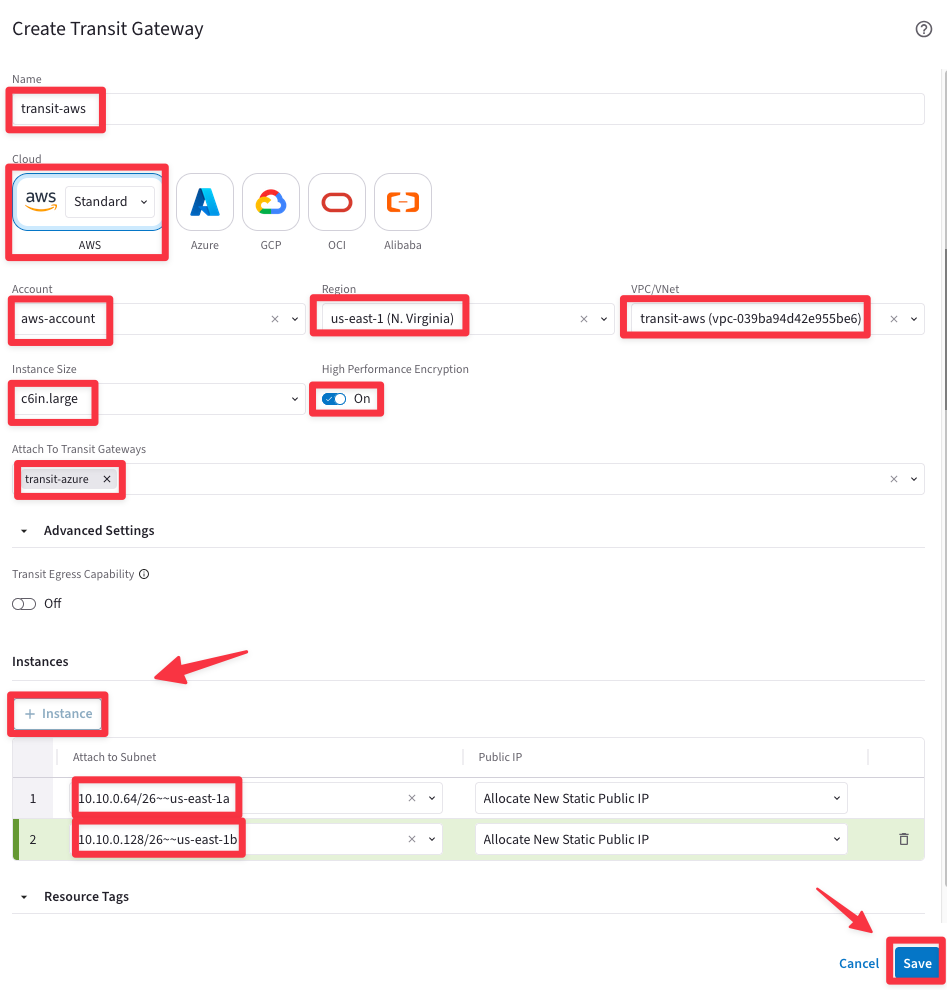 Create Transit Gateway
Name
transit-aws
Cloud
aws Standard
AWS Azure GCP OCI Alibaba
Account Region VPC/VNet
aws-account us-east-1 (N. Virginia) transit-aws (vpc-039ba94d42e955be6)
Instance Size High Performance Encryption
c6in.large On
Attach To Transit Gateways
transit-azure
Advanced Settings
Transit Egress Capability
Off
Instances
+ Instance
Attach to Subnet Public IP
1 10.10.0.64/26~~us-east-1a Allocate New Static Public IP
2 10.10.0.128/26~~us-east-1b Allocate New Static Public IP
Resource Tags
Cancel Save